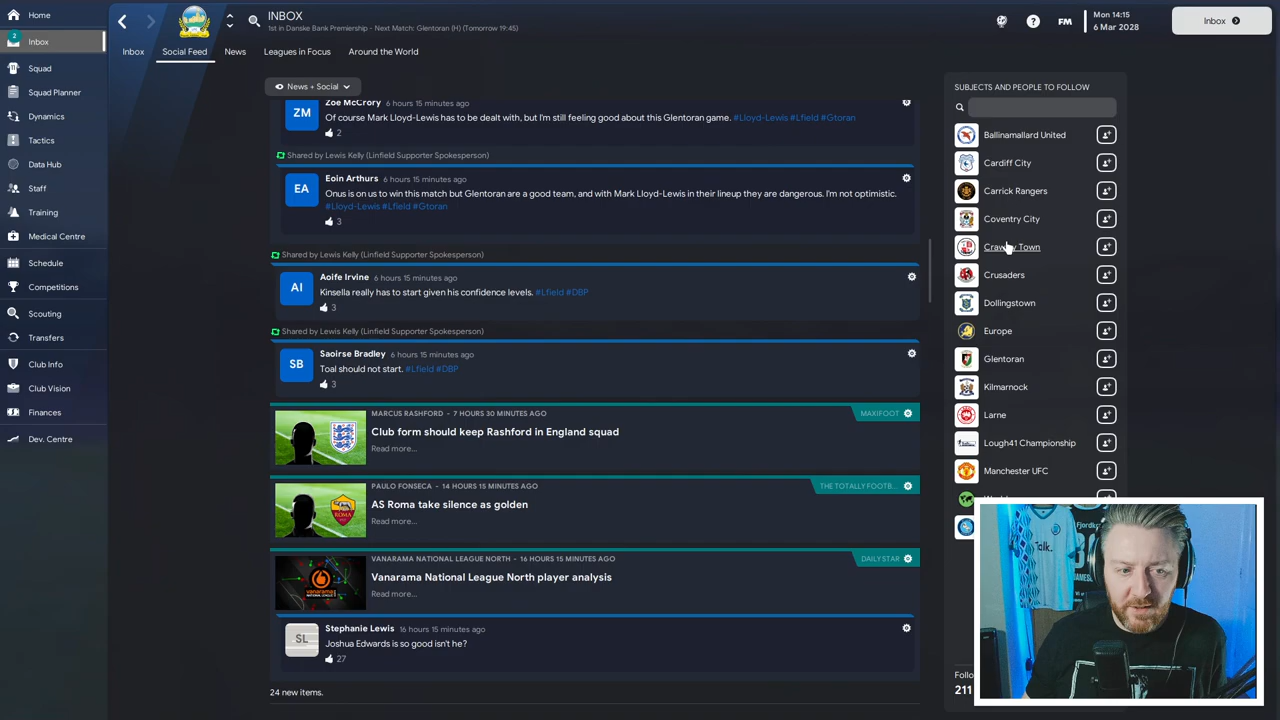 Home
2
Inbox
Squad
Squad Planner
Dynamics
Tactics
Data Hub
Staff
Training
Medical Centre
Schedule
Competitions
Scouting
Transfers
Club Info
Club Vision
Finances
Dev. Centre
INBOX
1st in Danske Bank Premiership - Next Match: Glentoran (H) (Tomorrow 19:45)
FM
Mon 14:15
6 Mar 2028
Inbox
Inbox
Social Feed
News
Leagues in Focus
Around the World
News + Social
ZM
Zoe McCrory 6 hours 15 minutes ago
Of course Mark Lloyd-Lewis has to be dealt with, but I'm still feeling good about this Glentoran game. #Lloyd-Lewis #Lfield #Gtoran
2
Shared by Lewis Kelly (Linfield Supporter Spokesperson)
EA
Eoin Arthurs 6 hours 15 minutes ago
Onus is on us to win this match but Glentoran are a good team, and with Mark Lloyd-Lewis in their lineup they are dangerous. I'm not optimistic.
#Lloyd-Lewis #Lfield #Gtoran
3
Shared by Lewis Kelly (Linfield Supporter Spokesperson)
AI
Aoife Irvine 6 hours 15 minutes ago
Kinsella really has to start given his confidence levels. #Lfield #DBP
3
Shared by Lewis Kelly (Linfield Supporter Spokesperson)
SB
Saoirse Bradley 6 hours 15 minutes ago
Toal should not start. #Lfield #DBP
3
MARCUS RASHFORD - 7 HOURS 30 MINUTES AGO
MAXIFOOT
Club form should keep Rashford in England squad
Read more...
PAULO FONSECA - 14 HOURS 15 MINUTES AGO
THE TOTALLY FOOTB...
AS Roma take silence as golden
Read more...
VANARAMA NATIONAL LEAGUE NORTH - 16 HOURS 15 MINUTES AGO
DAILY STAR
Vanarama National League North player analysis
Read more...
SL
Stephanie Lewis 16 hours 15 minutes ago
Joshua Edwards is so good isn't he?
27
24 new items.
SUBJECTS AND PEOPLE TO FOLLOW
Ballinamallard United
Cardiff City
Carrick Rangers
Coventry City
Crusaders
Dollingstown
Europe
Glentoran
Kilmarnock
Larne
Lough41 Championship
Manchester UFC
211
Talk.